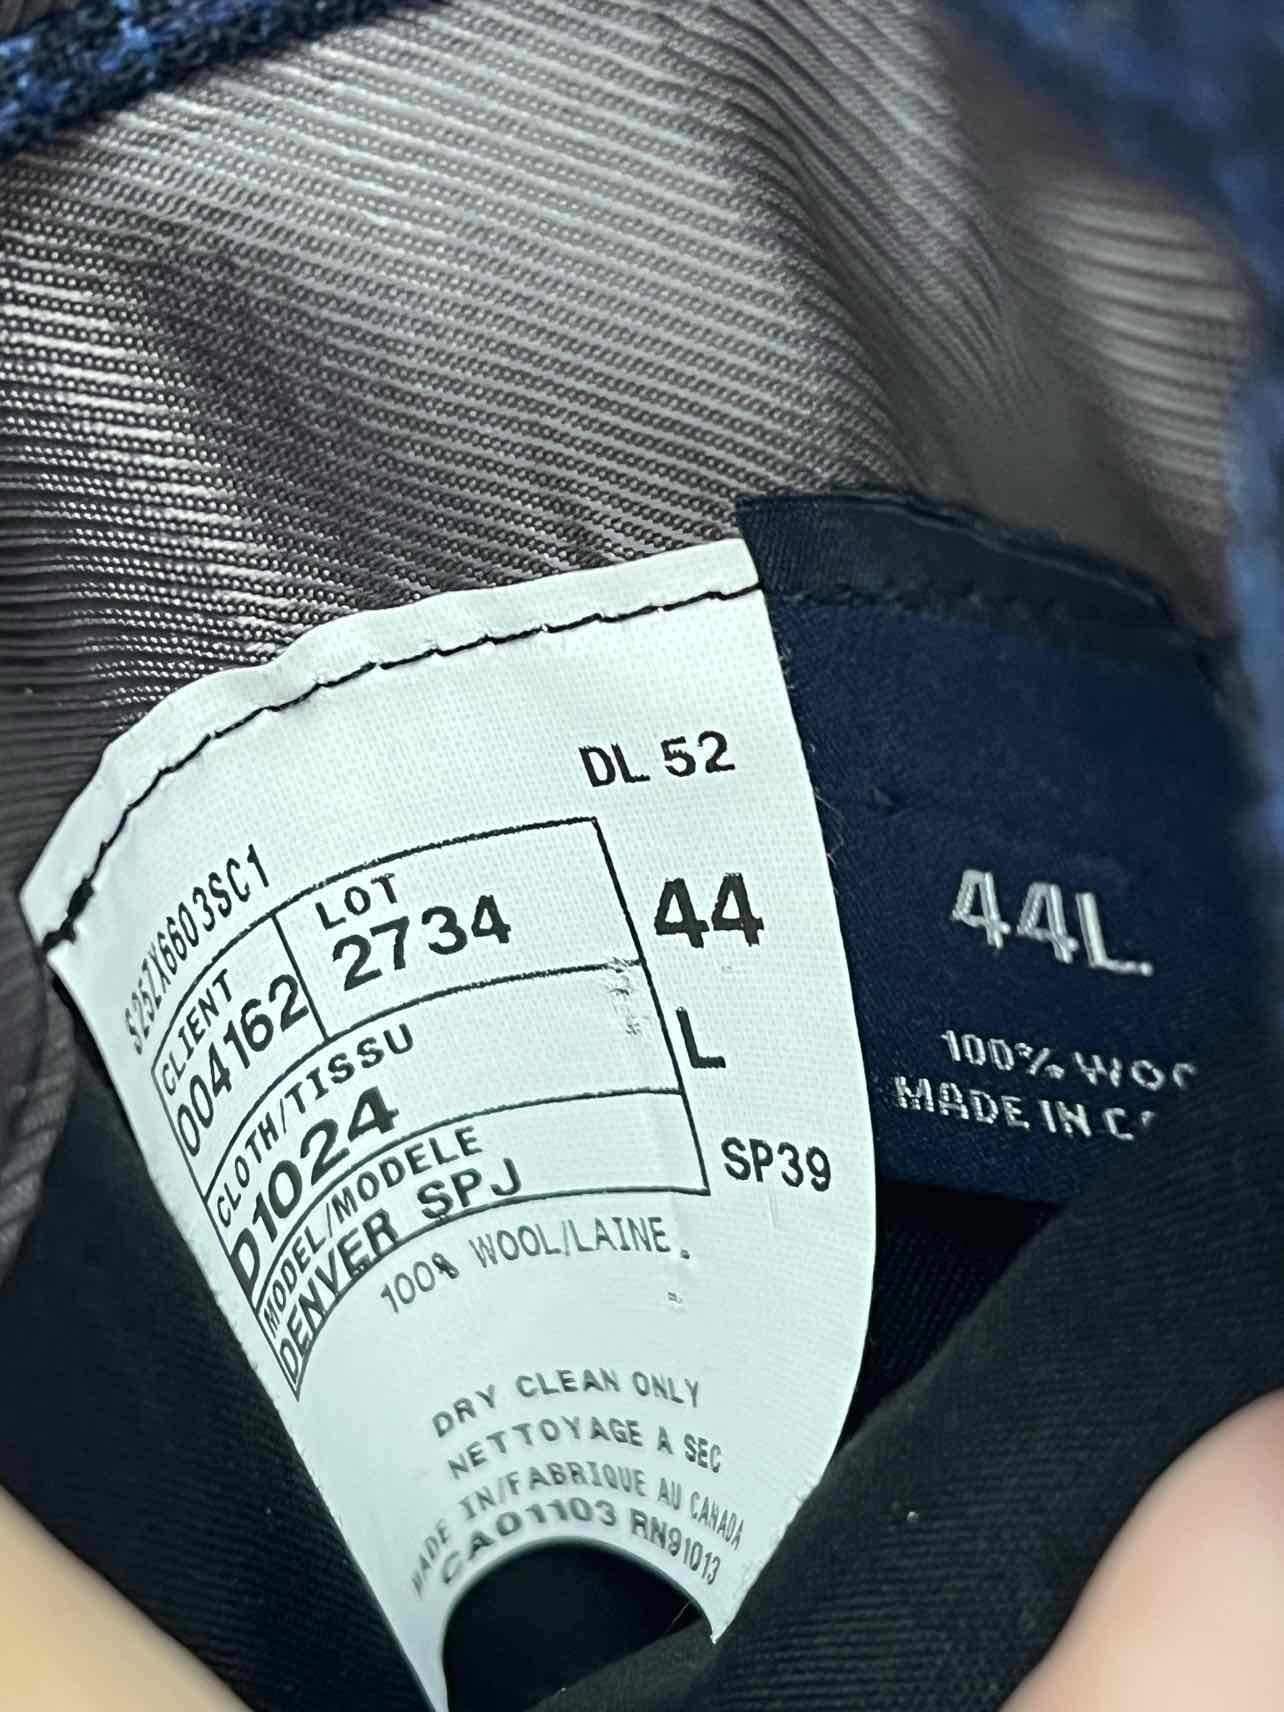 DL 52
S25ZX6603SC1
CLIENT
004162
LOT
2734
44
CLOTH/TISSU
D1024
L
MODEL/MODELE
DENVER SPJ
SP39
100% WOOL/LAINE.
DRY CLEAN ONLY
NETTOYAGE A SEC
MADE IN/FABRIQUE AU CANADA
CA01103 RN91013
44L.
100% WOO
MADE IN CA